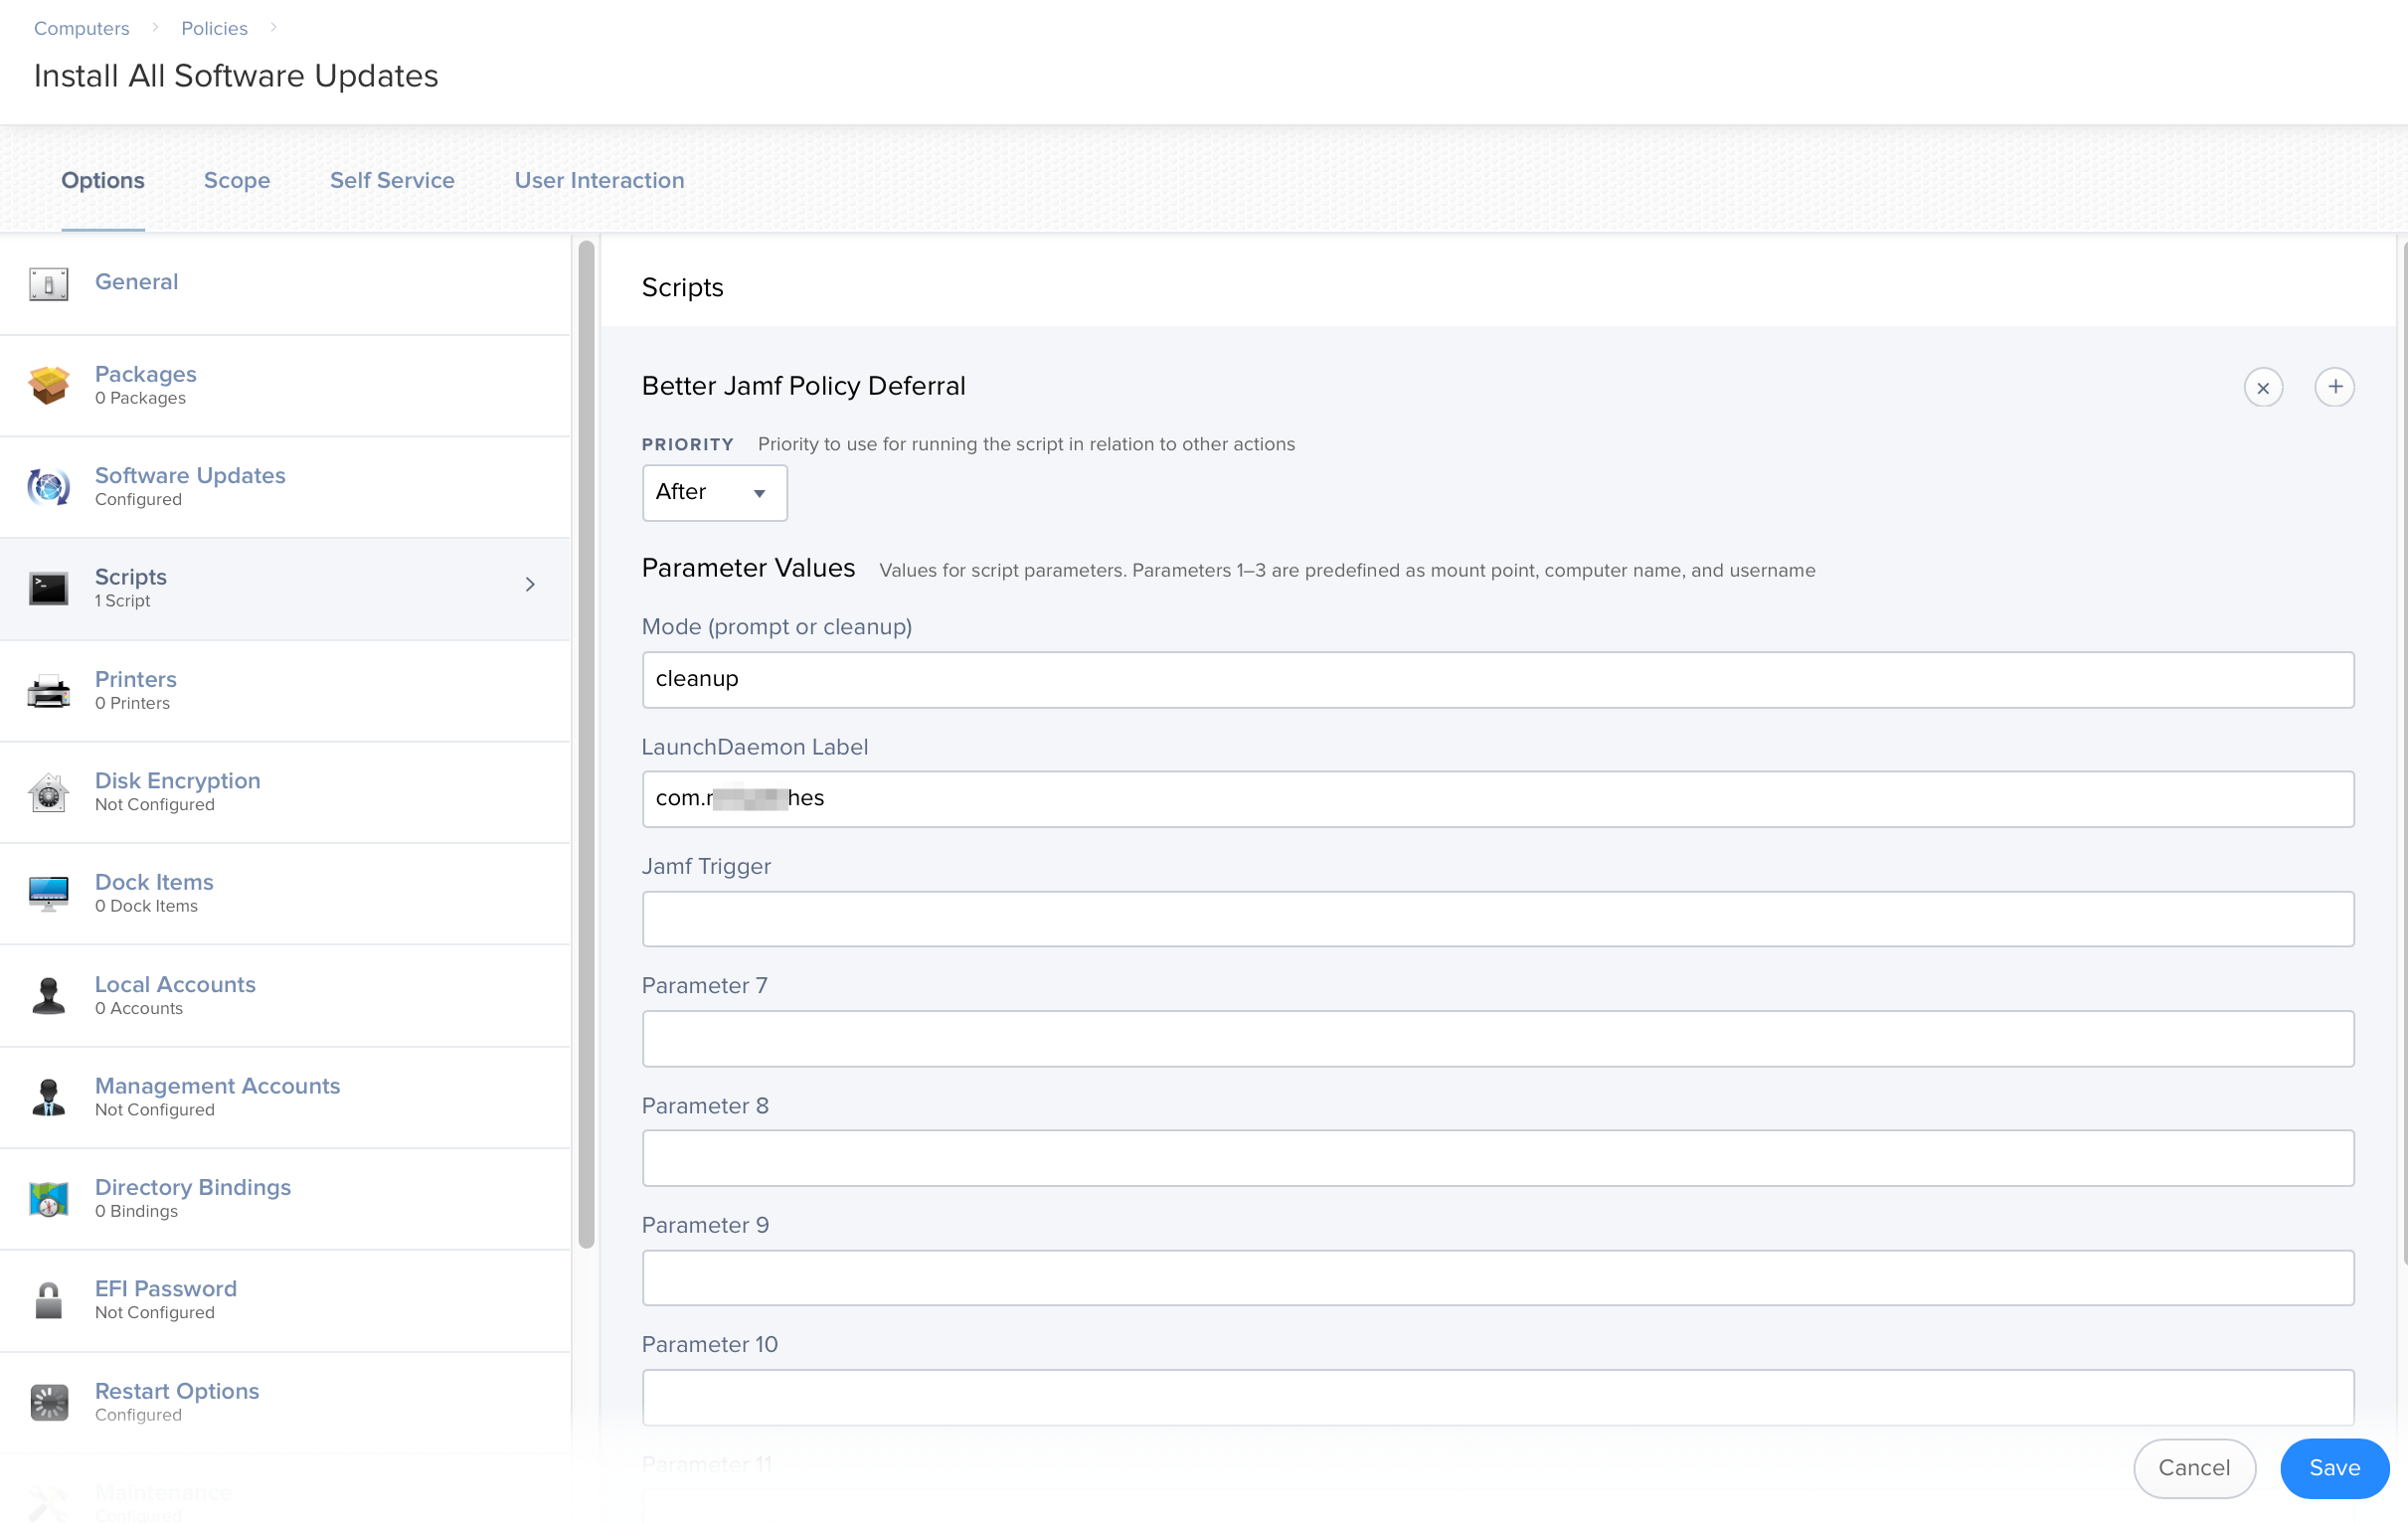 Computers
Policies
Install All Software Updates
Options
Scope
Self Service
User Interaction
General
Packages
0 Packages
Software Updates
Configured
Scripts
1 Script
Printers
0 Printers
Disk Encryption
Not Configured
Dock Items
0 Dock Items
Local Accounts
0 Accounts
Management Accounts
Not Configured
Directory Bindings
0 Bindings
EFI Password
Not Configured
Restart Options
Configured
Maintenance
Configured
Scripts
Better Jamf Policy Deferral
PRIORITY Priority to use for running the script in relation to other actions
After
Parameter Values Values for script parameters. Parameters 1–3 are predefined as mount point, computer name, and username
Mode (prompt or cleanup)
cleanup
LaunchDaemon Label
Jamf Trigger
Parameter 7
Parameter 8
Parameter 9
Parameter 10
Parameter 11
Cancel
Save